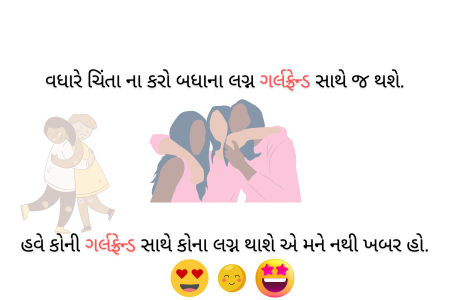 વધારે ચિંતા ના કરો બધાના લગ્ન ગર્લફ્રેન્ડ સાથે જ થશે.
હવે કોની ગર્લફ્રેન્ડ સાથે કોના લગ્ન થાશે એ મને નથી ખબર હો.